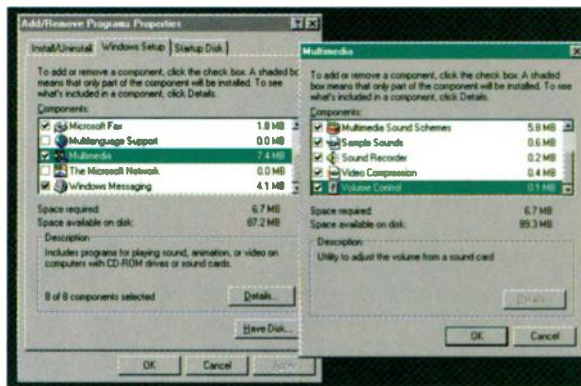 Add/Remove Programs Properties
Install/Uninstall
Windows Setup
Startup Disk
To add or remove a component, click the check box. A shaded bo
means that only part of the component will be installed. To see
what's included in a component, click Details.
Components:
Microsoft Fax 1.8 MB
Multilanguage Support 0.0 MB
Multimedia 7.4 MB
The Microsoft Network 0.0 MB
Windows Messaging 4.1 MB
Space required: 6.7 MB
Space available on disk: 87.2 MB
Description
Includes programs for playing sound, animation, or video on
computers with CD-ROM drives or sound cards.
8 of 8 components selected
Details...
Have Disk...
OK
Cancel
Apply
Multimedia
To add or remove a component, click the check box. A shaded
box means that only part of the component will be installed. To see
what's included in a component, click Details.
Components:
Multimedia Sound Schemes 5.8 MB
Sample Sounds 0.6 MB
Sound Recorder 0.2 MB
Video Compression 0.4 MB
Volume Control 0.1 MB
Space required: 6.7 MB
Space available on disk: 89.3 MB
Description
Utility to adjust the volume from a sound card
Details...
OK
Cancel